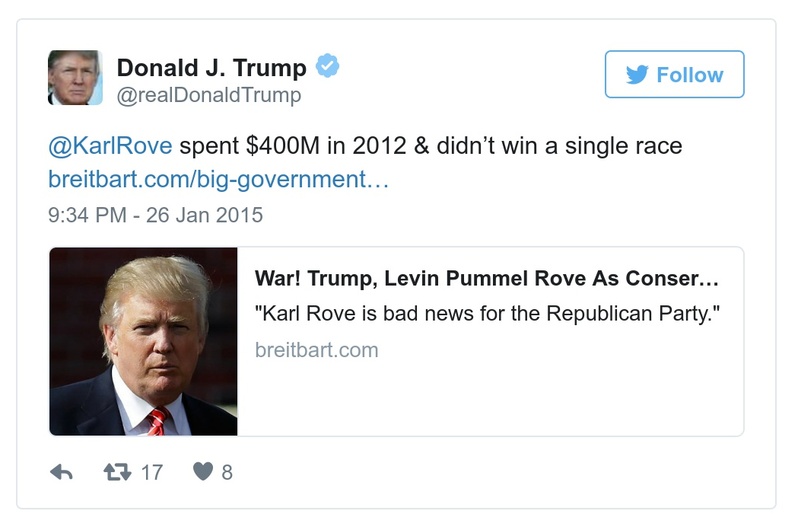 Donald J. Trump
@realDonaldTrump
Follow
@KarlRove spent $400M in 2012 & didn’t win a single race
breitbart.com/big-government…
9:34 PM - 26 Jan 2015
War! Trump, Levin Pummel Rove As Conser…
"Karl Rove is bad news for the Republican Party."
breitbart.com
17
8